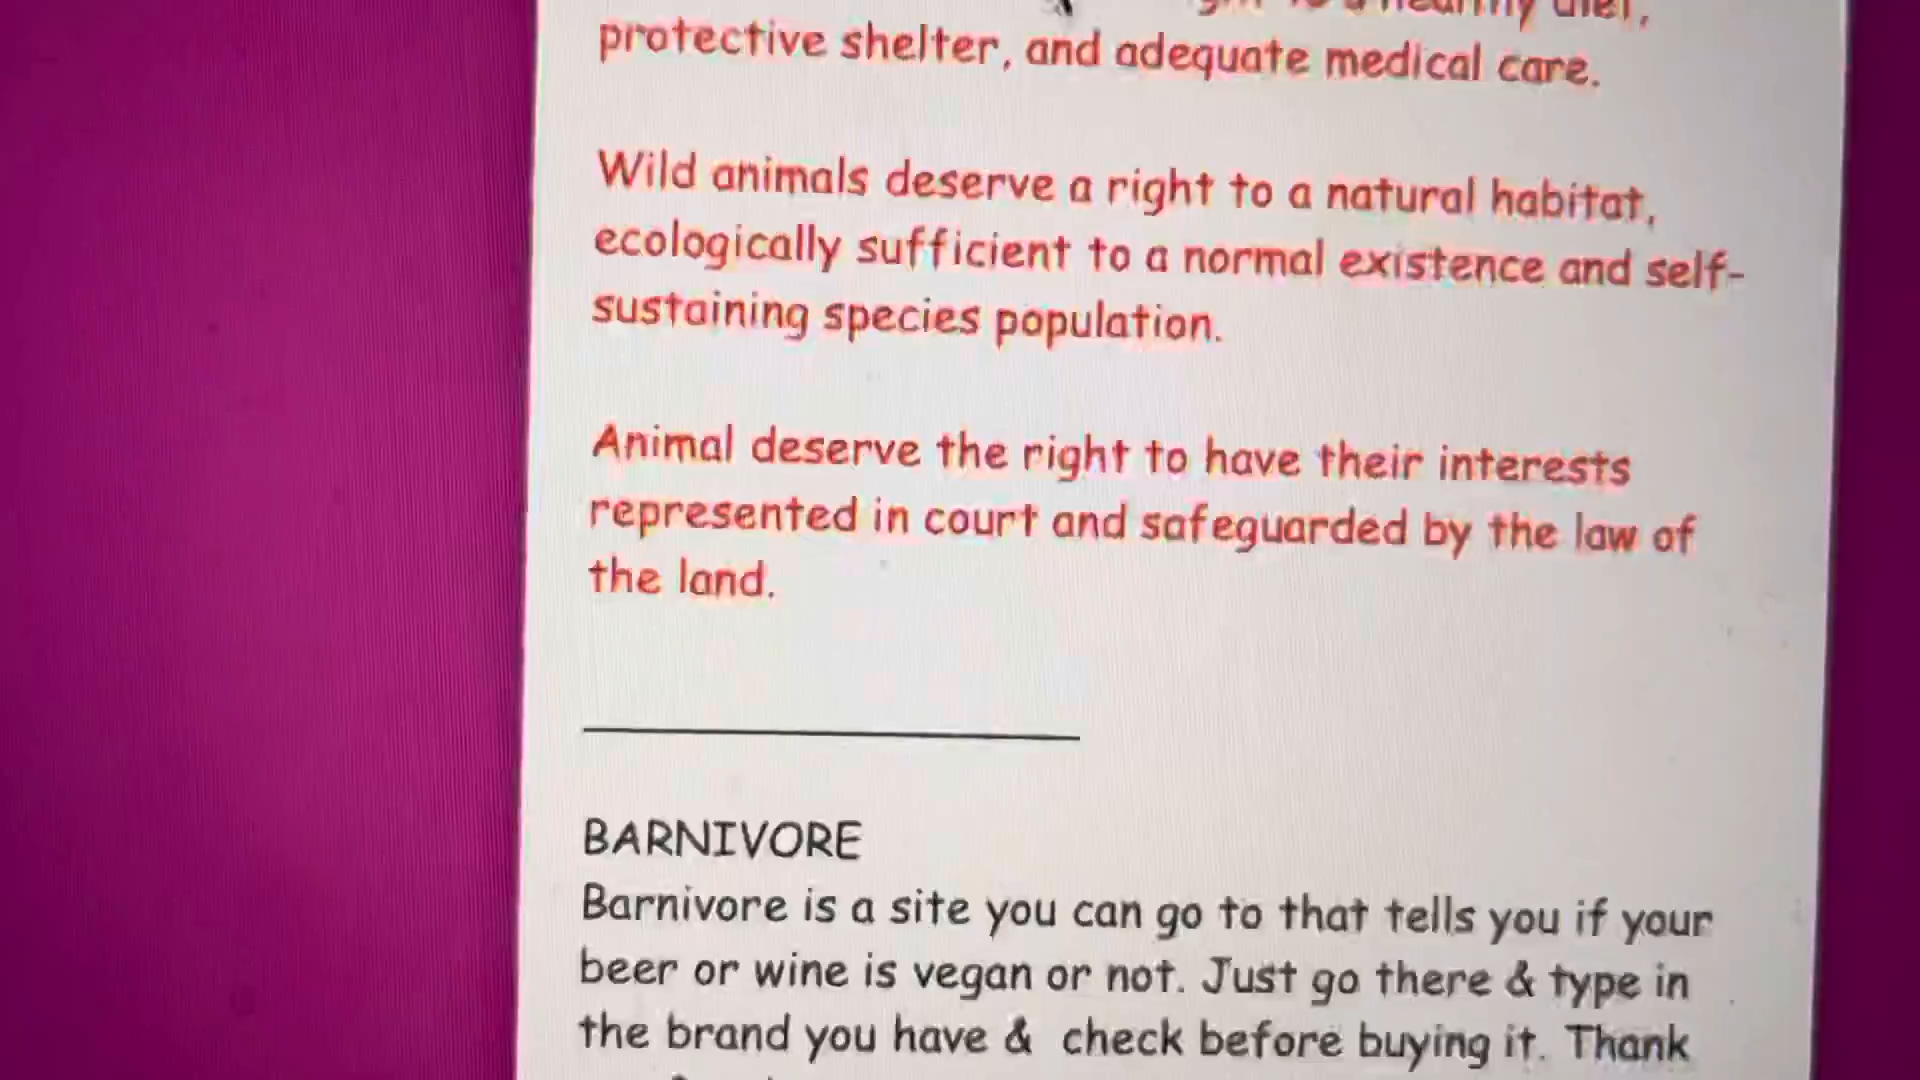 to a healthy diet,
protective shelter, and adequate medical care.
Wild animals deserve a right to a natural habitat,
ecologically sufficient to a normal existence and self-
sustaining species population.
Animal deserve the right to have their interests
represented in court and safeguarded by the law of
the land.
BARNIVORE
Barnivore is a site you can go to that tells you if your
beer or wine is vegan or not. Just go there & type in
the brand you have & check before buying it. Thank